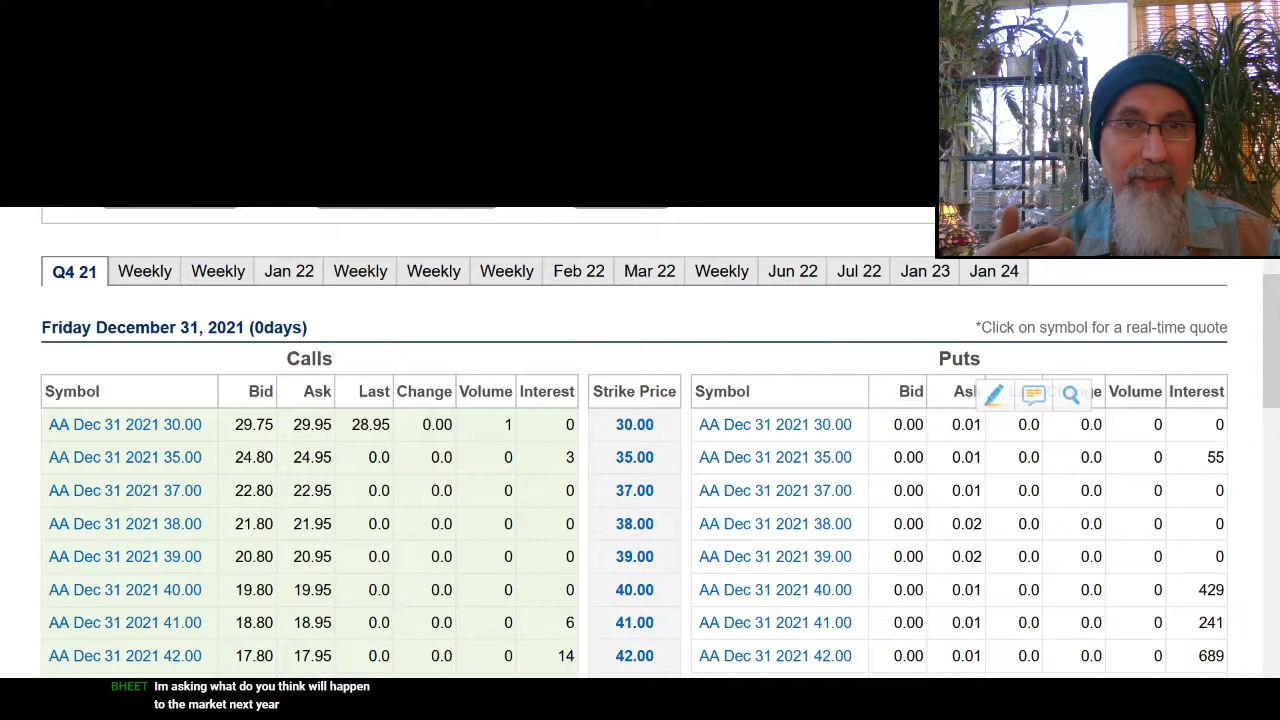 Q4 21 Weekly Weekly Jan 22 Weekly Weekly Weekly Feb 22 Mar 22 Weekly Jun 22 Jul 22 Jan 23 Jan 24
Friday December 31, 2021 (0days) *Click on symbol for a real-time quote
Calls Puts
Symbol Bid Ask Last Change Volume Interest Strike Price Symbol Bid Volume Interest
AA Dec 31 2021 30.00 29.75 29.95 28.95 0.00 1 0 30.00 AA Dec 31 2021 30.00 0.00 0.01 0.0 0.0 0 0
AA Dec 31 2021 35.00 24.80 24.95 0.0 0.0 0 3 35.00 AA Dec 31 2021 35.00 0.00 0.01 0.0 0.0 0 55
AA Dec 31 2021 37.00 22.80 22.95 0.0 0.0 0 0 37.00 AA Dec 31 2021 37.00 0.00 0.01 0.0 0.0 0 0
AA Dec 31 2021 38.00 21.80 21.95 0.0 0.0 0 0 38.00 AA Dec 31 2021 38.00 0.00 0.02 0.0 0.0 0 0
AA Dec 31 2021 39.00 20.80 20.95 0.0 0.0 0 0 39.00 AA Dec 31 2021 39.00 0.00 0.02 0.0 0.0 0 0
AA Dec 31 2021 40.00 19.80 19.95 0.0 0.0 0 0 40.00 AA Dec 31 2021 40.00 0.00 0.01 0.0 0.0 0 429
AA Dec 31 2021 41.00 18.80 18.95 0.0 0.0 0 6 41.00 AA Dec 31 2021 41.00 0.00 0.01 0.0 0.0 0 241
AA Dec 31 2021 42.00 17.80 17.95 0.0 0.0 0 14 42.00 AA Dec 31 2021 42.00 0.00 0.01 0.0 0.0 0 689
BHEET Im asking what do you think will happen
to the market next year